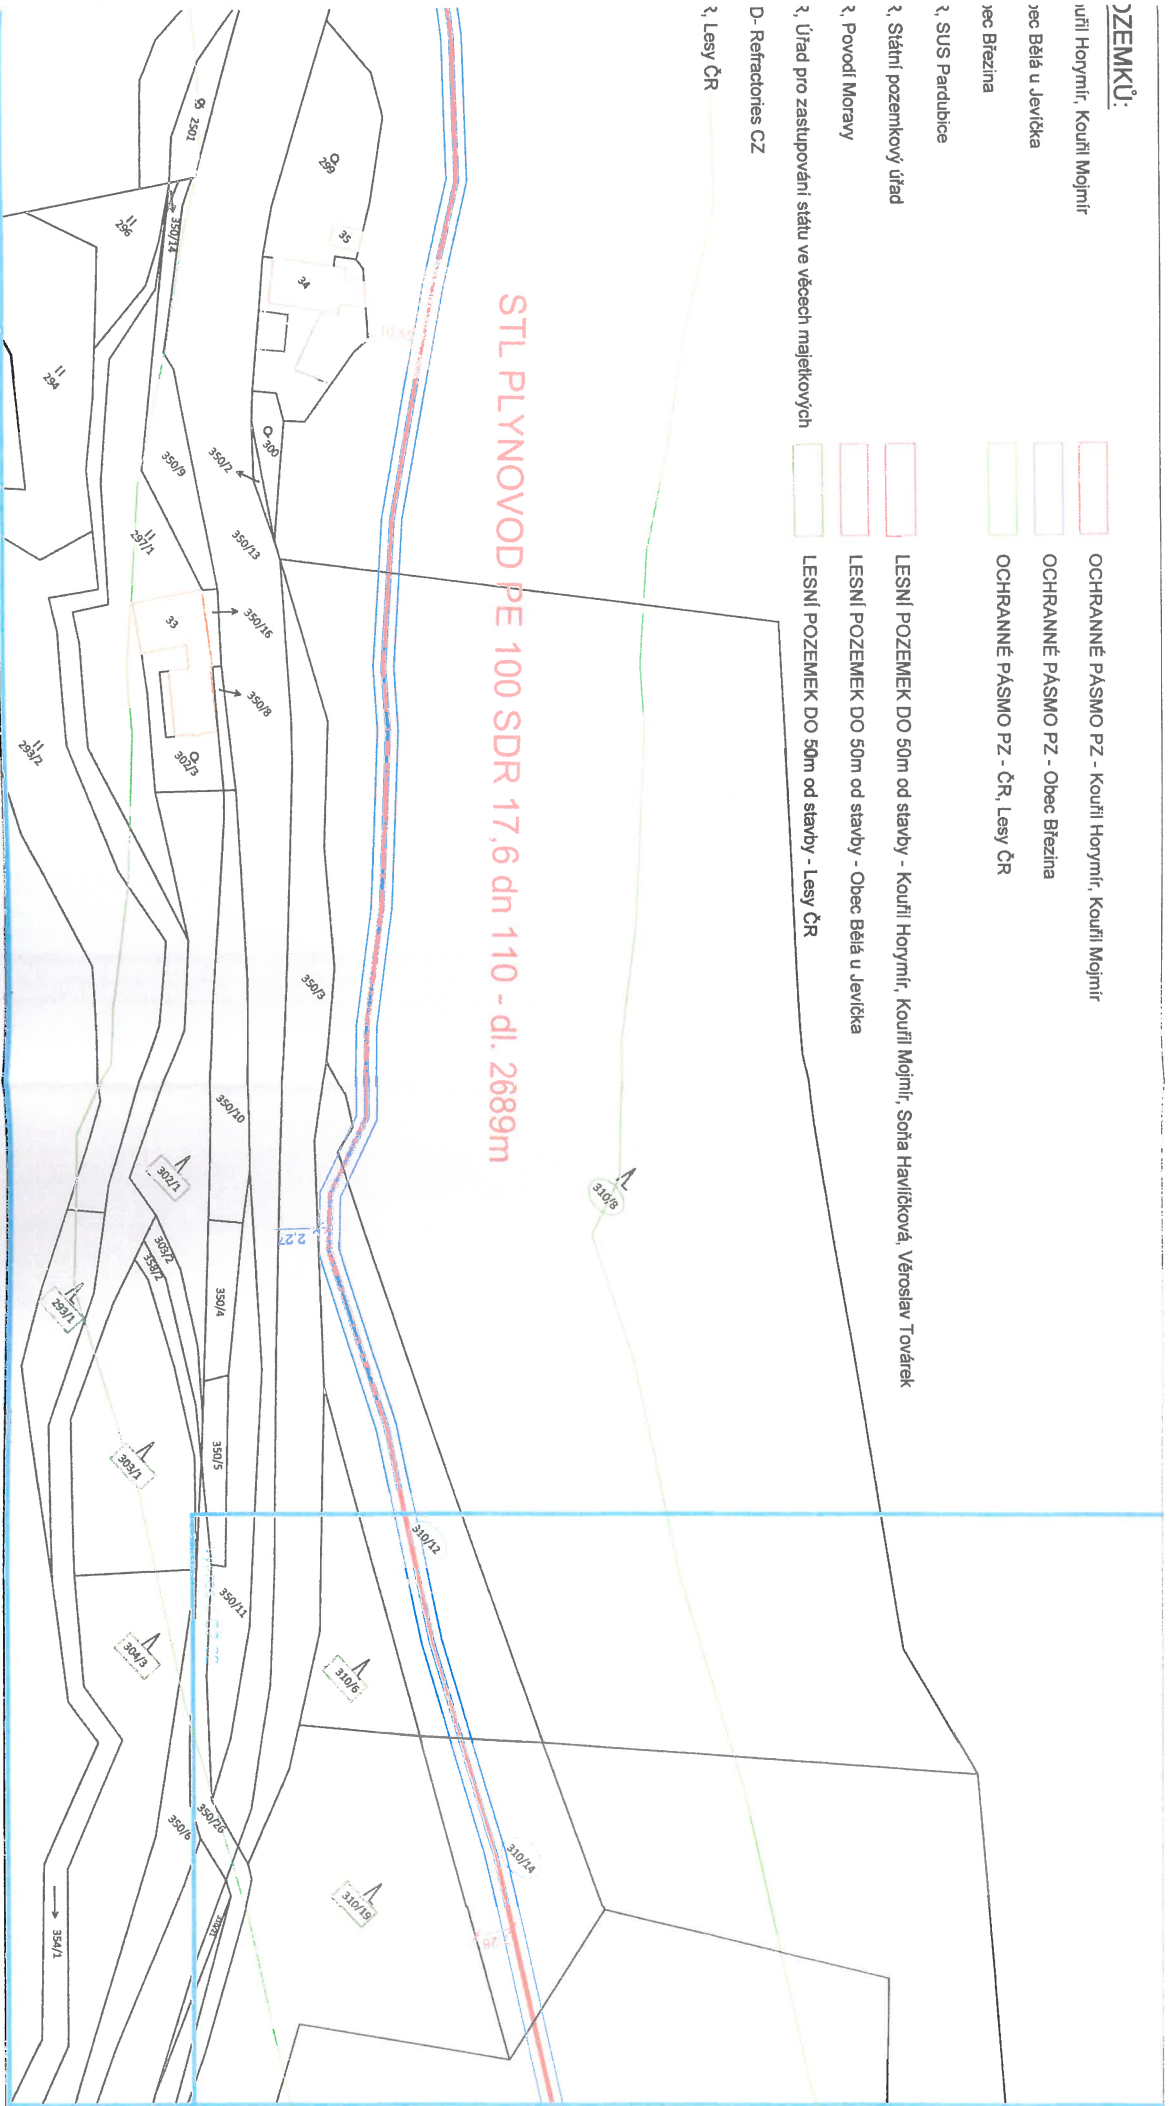 OZEMKŮ:
uřil Horymír, Kouřil Mojmír
ec Bělá u Jevíčka
ec Březina
SUS Pardubice
Státní pozemkový úřad
Povodí Moravy
Úřad pro zastupování státu ve věcech majetkových
D- Refractories CZ
Lesy ČR
OCHRANNÉ PÁSMO PZ - Kouřil Horymír, Kouřil Mojmír
OCHRANNÉ PÁSMO PZ - Obec Březina
OCHRANNÉ PÁSMO PZ - ČR, Lesy ČR
LESNÍ POZEMEK DO 50m od stavby - Kouřil Horymír, Kouřil Mojmír, Soňa Havlíčková, Věroslav Továrek
LESNÍ POZEMEK DO 50m od stavby - Obec Bělá u Jevíčka
LESNÍ POZEMEK DO 50m od stavby - Lesy ČR
STL PLYNOVOD PE 100 SDR 17,6 dn 110 - dl. 2689m
2501
299
35
34
10.55
350/14
296
294
300
350/2
350/9
350/13
297/1
33
350/16
350/8
302/3
293/2
350/3
350/10
302/1
310/8
303/2
358/2
2.27
350/4
293/1
303/1
350/5
310/12
350/11
304/3
310/6
350/26
350/6
310/14
310/19
354/1